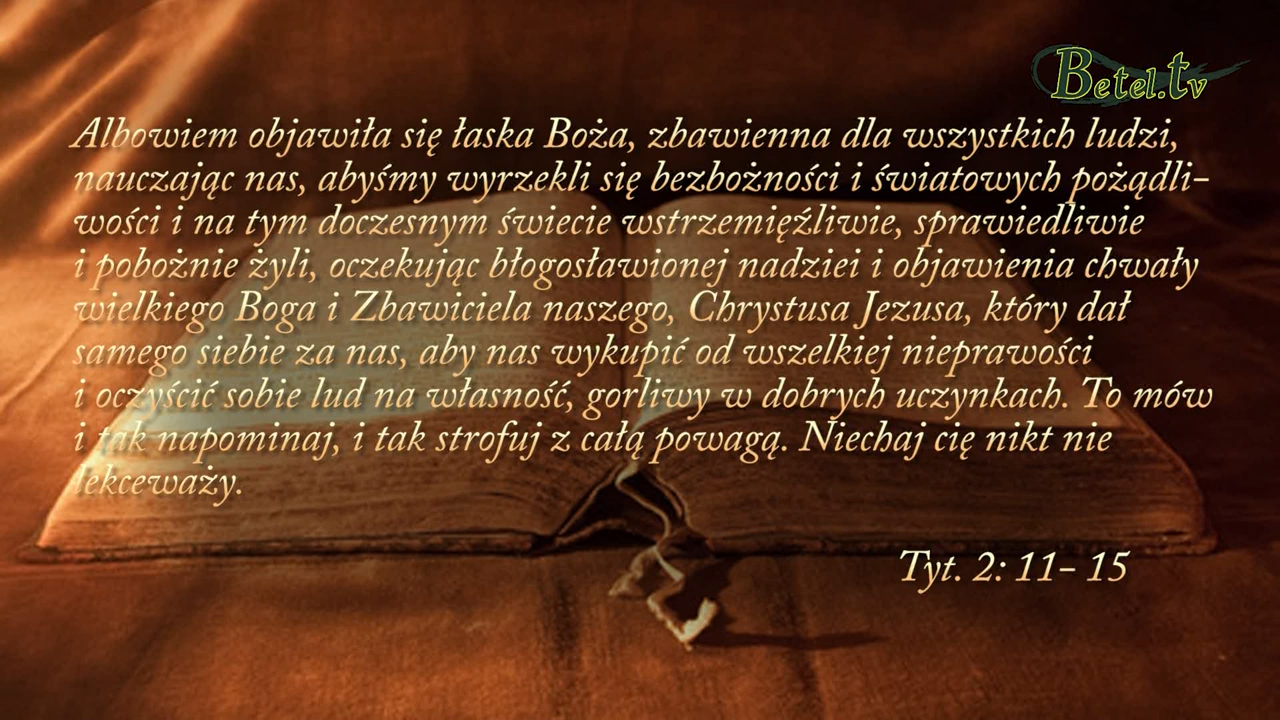 Betel.tv
Albowiem objawiła się łaska Boża, zbawienna dla wszystkich ludzi,
nauczając nas, abyśmy wyrzekli się bezbożności i światowych pożądli-
wości i na tym doczesnym świecie wstrzemięźliwie, sprawiedliwie
i pobożnie żyli, oczekując błogosławionej nadziei i objawienia chwały
wielkiego Boga i Zbawiciela naszego, Chrystusa Jezusa, który dał
samego siebie za nas, aby nas wykupić od wszelkiej nieprawości
i oczyścić sobie lud na własność, gorliwy w dobrych uczynkach. To mów
i tak napominaj, i tak strofuj z całą powagą. Niechaj cię nikt nie
lekceważy.
Tyt. 2: 11- 15